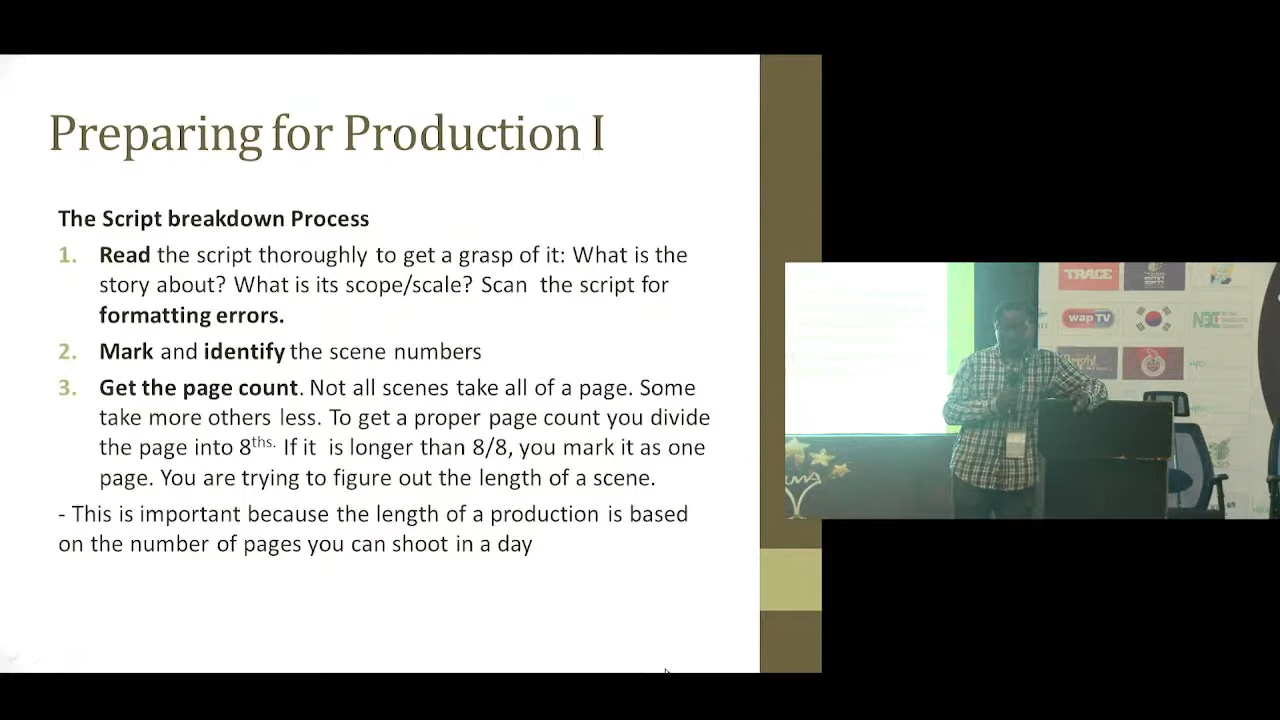 Preparing for Production I
The Script breakdown Process
1. Read the script thoroughly to get a grasp of it: What is the
story about? What is its scope/scale? Scan the script for
formatting errors.
2. Mark and identify the scene numbers
3. Get the page count. Not all scenes take all of a page. Some
take more others less. To get a proper page count you divide
the page into 8ths. If it is longer than 8/8, you mark it as one
page. You are trying to figure out the length of a scene.
- This is important because the length of a production is based
on the number of pages you can shoot in a day
TRACE
wap TV